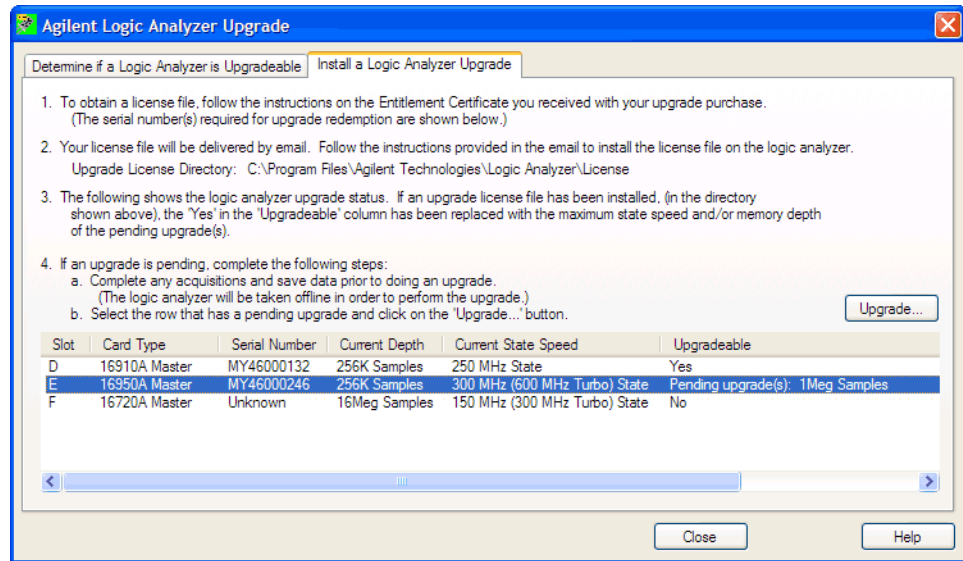 Agilent Logic Analyzer Upgrade
Determine if a Logic Analyzer is Upgradeable
Install a Logic Analyzer Upgrade
1. To obtain a license file, follow the instructions on the Entitlement Certificate you received with your upgrade purchase.
(The serial number(s) required for upgrade redemption are shown below.)
2. Your license file will be delivered by email. Follow the instructions provided in the email to install the license file on the logic analyzer.
Upgrade License Directory: C:\Program Files\Agilent Technologies\Logic Analyzer\License
3. The following shows the logic analyzer upgrade status. If an upgrade license file has been installed, (in the directory
shown above), the 'Yes' in the 'Upgradeable' column has been replaced with the maximum state speed and/or memory depth
of the pending upgrade(s).
4. If an upgrade is pending, complete the following steps:
a. Complete any acquisitions and save data prior to doing an upgrade.
(The logic analyzer will be taken offline in order to perform the upgrade.)
b. Select the row that has a pending upgrade and click on the 'Upgrade...' button.
Upgrade...
Slot Card Type Serial Number Current Depth Current State Speed Upgradeable
D 16910A Master MY46000132 256K Samples 250 MHz State Yes
E 16950A Master MY46000246 256K Samples 300 MHz (600 MHz Turbo) State Pending upgrade(s): 1Meg Samples
F 16720A Master Unknown 16Meg Samples 150 MHz (300 MHz Turbo) State No
Close Help